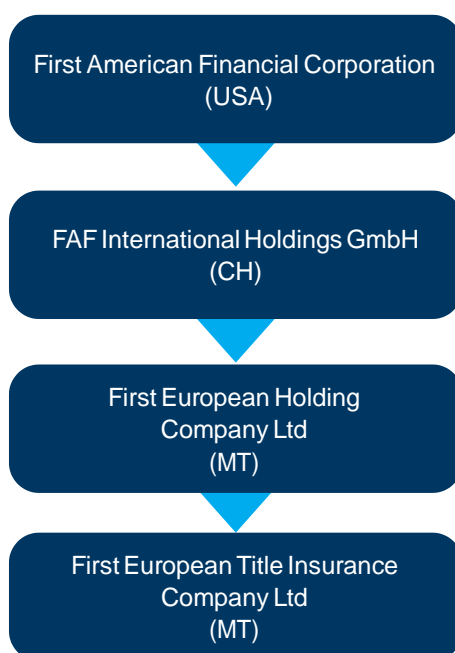 First American Financial Corporation
(USA)
FAF International Holdings GmbH
(CH)
First European Holding
Company Ltd
(MT)
First European Title Insurance
Company Ltd
(MT)